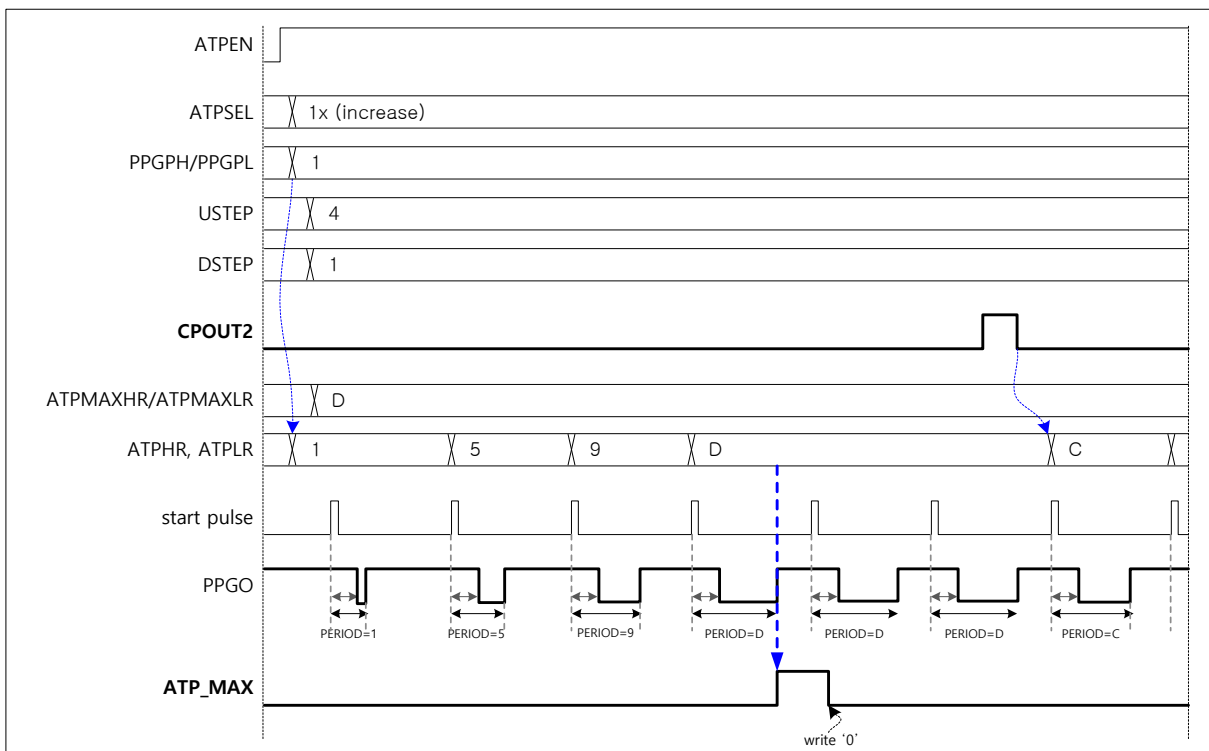 ATPEN
ATPSEL 1x (increase)
PPGPH/PPGPL 1
USTEP 4
DSTEP 1
CPOUT2
ATPMAXHR/ATPMAXLR D
ATPHR, ATPLR 1 5 9 D C
start pulse
PPGO
PERIOD=1 PERIOD=5 PERIOD=9 PERIOD=D PERIOD=D PERIOD=D PERIOD=C
ATP_MAX
write ‘0’